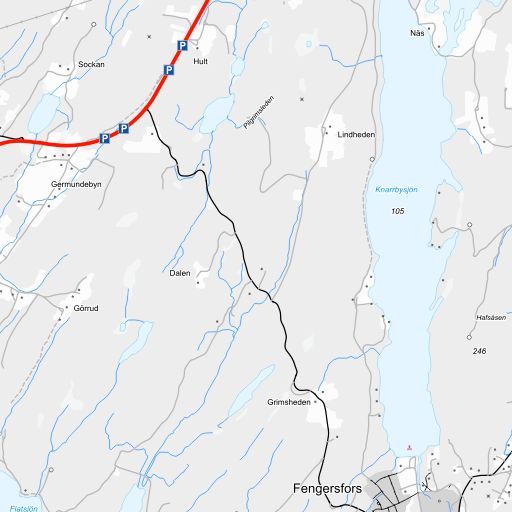 Näs
Hult
Sockan
P
P
Pilgrimsleden
P
P
Lindheden
Germundebyn
Knarrbysjön
105
Dalen
Görrud
Hafsåsen
246
Grimsheden
Fengersfors
Flatsjön